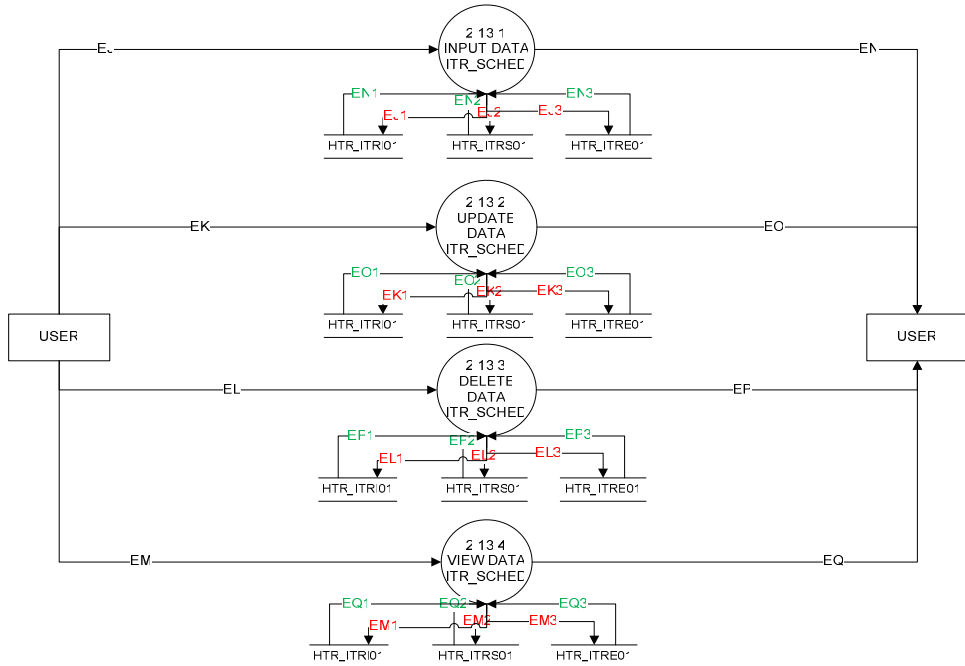 2 13 1
INPUT DATA
ITR_SCHED
EJ
EN
EN1
EN2
EN3
EJ1
EJ2
EJ3
HTR_ITRI01
HTR_ITRS01
HTR_ITRE01
2 13 2
UPDATE
DATA
ITR_SCHED
EK
EO
EO1
EO2
EO3
EK1
EK2
EK3
HTR_ITRI01
HTR_ITRS01
HTR_ITRE01
USER
USER
2 13 3
DELETE
DATA
ITR_SCHED
EL
EP
EP1
EP2
EP3
EL1
EL2
EL3
HTR_ITRI01
HTR_ITRS01
HTR_ITRE01
2 13 4
VIEW DATA
ITR_SCHED
EM
EQ
EQ1
EQ2
EQ3
EM1
EM2
EM3
HTR_ITRI01
HTR_ITRS01
HTR_ITRE01